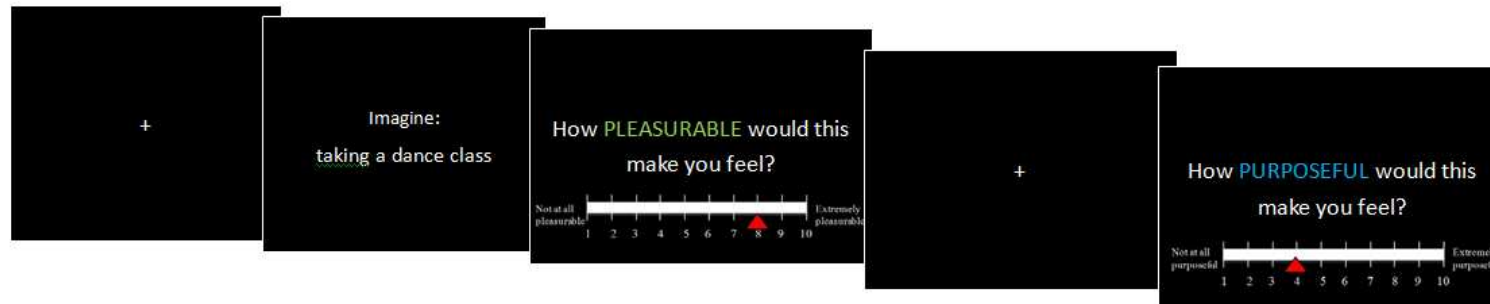 +
Imagine:
taking a dance class
How PLEASURABLE would this
make you feel?
Not at all
pleasurable
Extremely
pleasurable
1 2 3 4 5 6 7 8 9 10
+
How PURPOSEFUL would this
make you feel?
Not at all
purposeful
Extreme
purposef
1 2 3 4 5 6 7 8 9 10